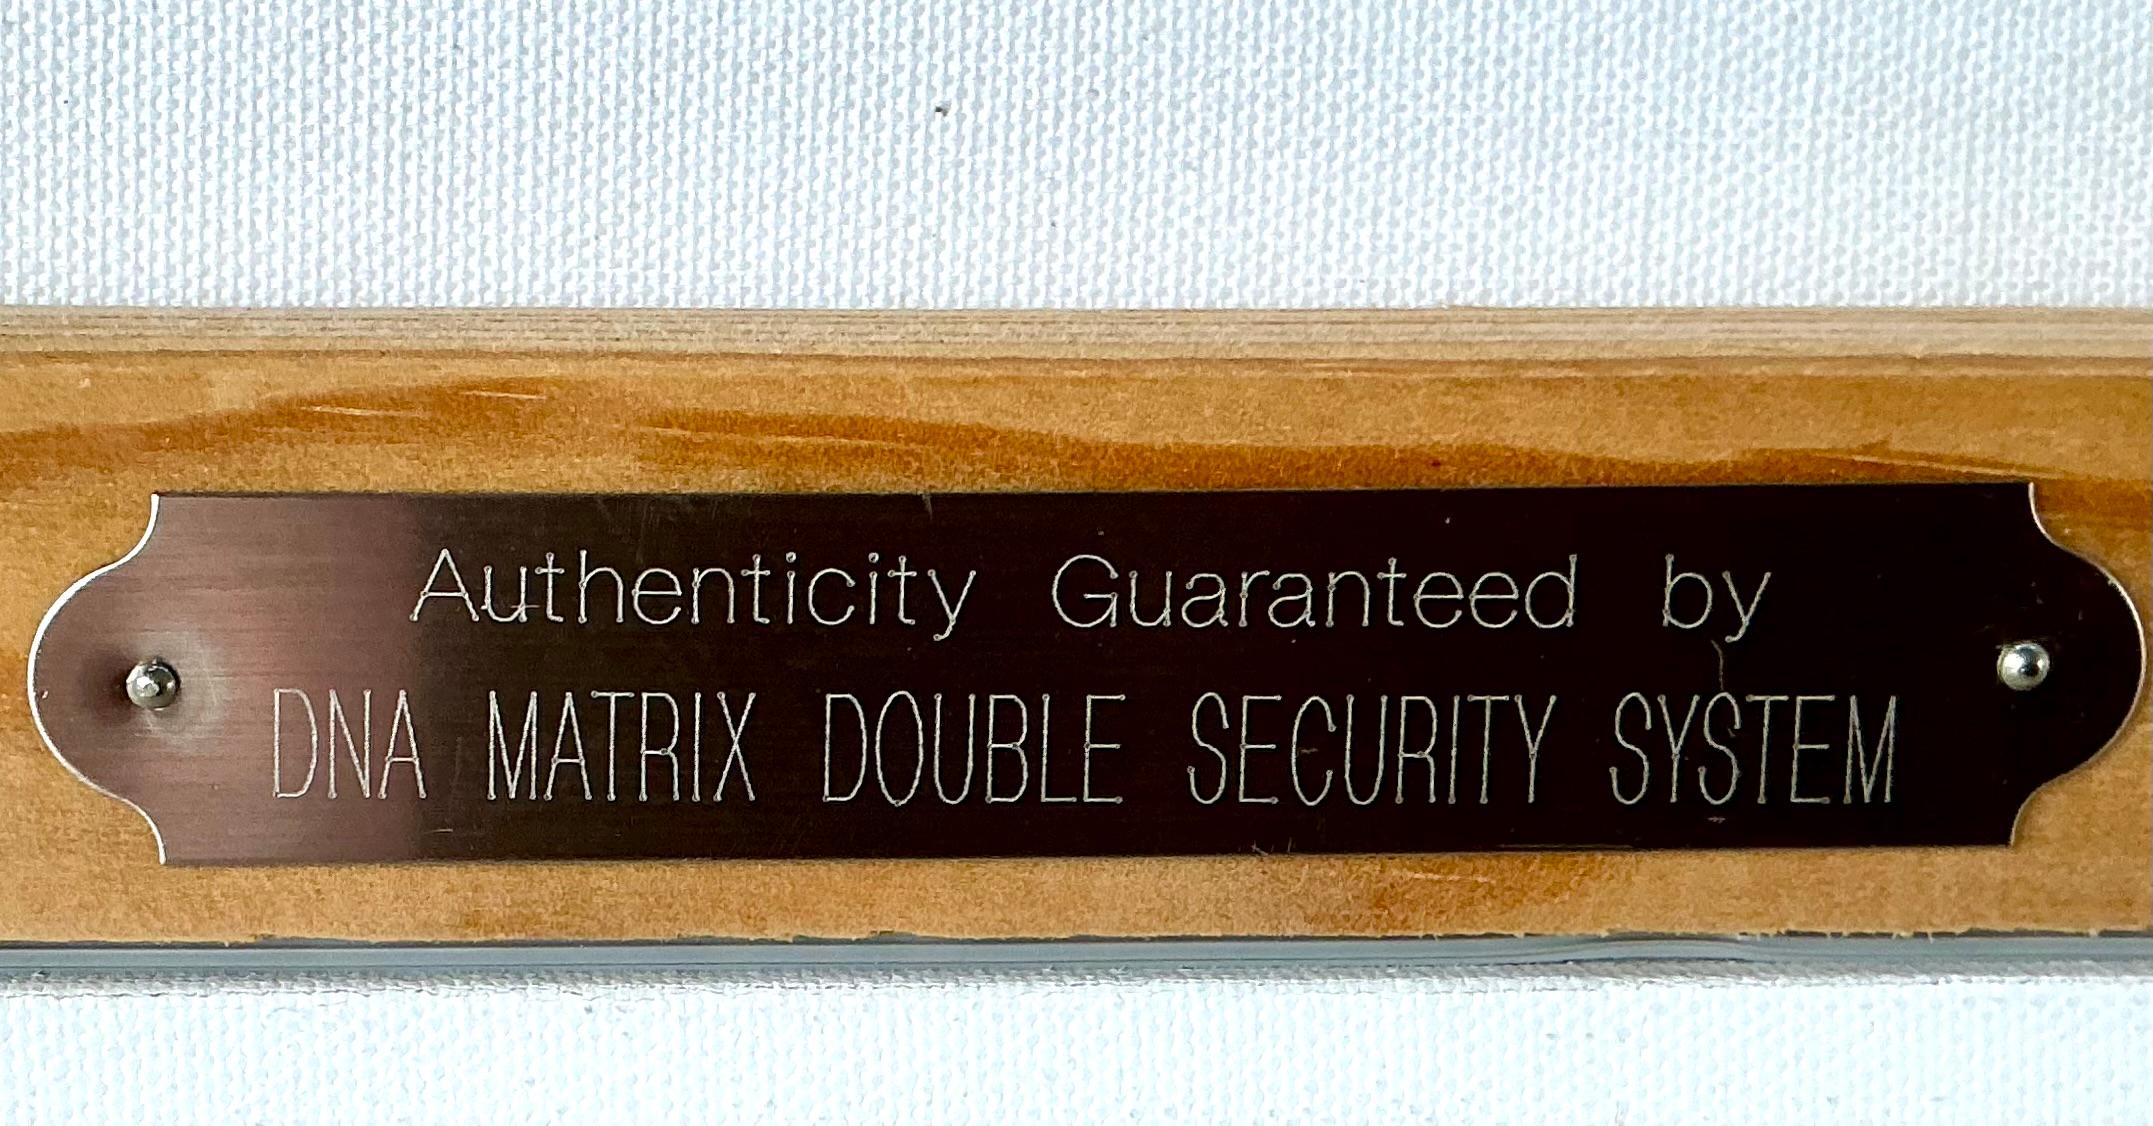 Authenticity Guaranteed by
DNA MATRIX DOUBLE SECURITY SYSTEM